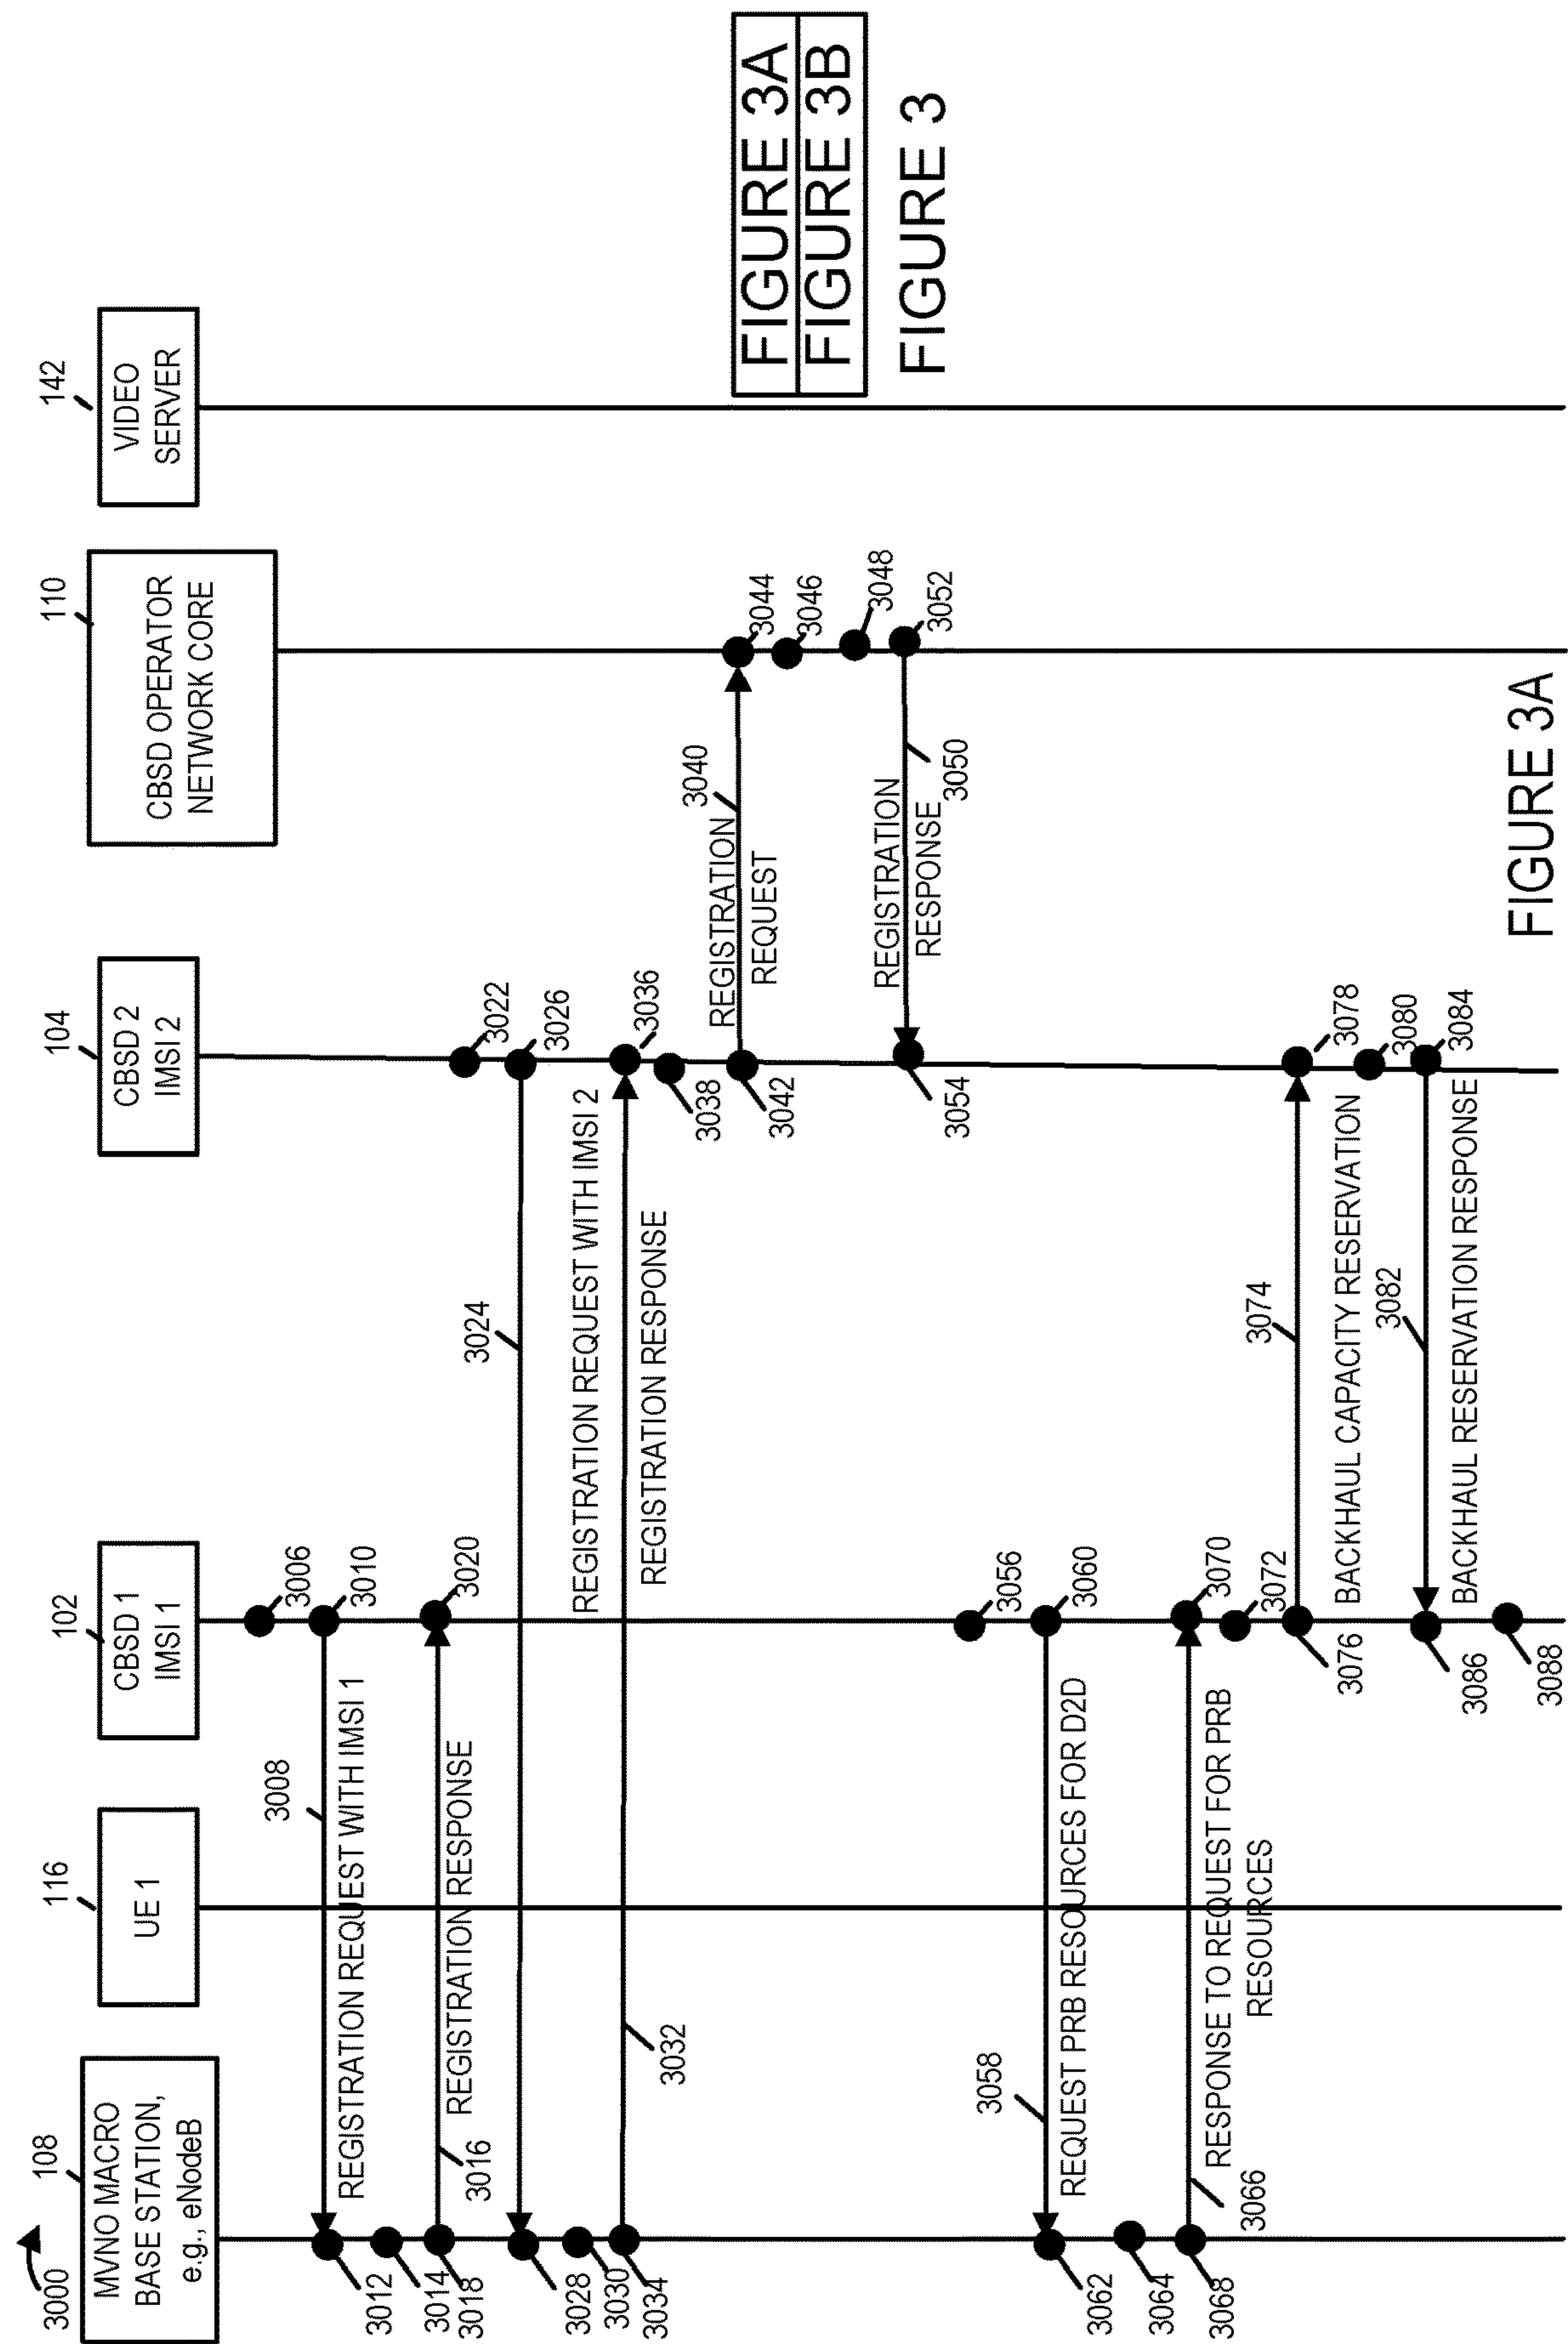 3000
108
MVNO MACRO
BASE STATION,
e.g., eNodeB
116
UE 1
102
CBSD 1
IMSI 1
104
CBSD 2
IMSI 2
110
CBSD OPERATOR
NETWORK CORE
142
VIDEO
SERVER
3006
3008
3010
REGISTRATION REQUEST WITH IMSI 1
3012
3014
3016
3018
3020
REGISTRATION RESPONSE
3022
3024
3026
3028
REGISTRATION REQUEST WITH IMSI 2
3030
3032
3034
3036
REGISTRATION RESPONSE
3038
3040
3042
3044
REGISTRATION
REQUEST
3046
3048
3050
3052
3054
REGISTRATION
RESPONSE
3056
3058
3060
3062
REQUEST PRB RESOURCES FOR D2D
3064
3066
3068
3070
RESPONSE TO REQUEST FOR PRB
RESOURCES
3072
3074
3076
3078
BACKHAUL CAPACITY RESERVATION
3080
3082
3084
3086
BACKHAUL RESERVATION RESPONSE
3088
FIGURE 3A
FIGURE 3B
FIGURE 3
FIGURE 3A